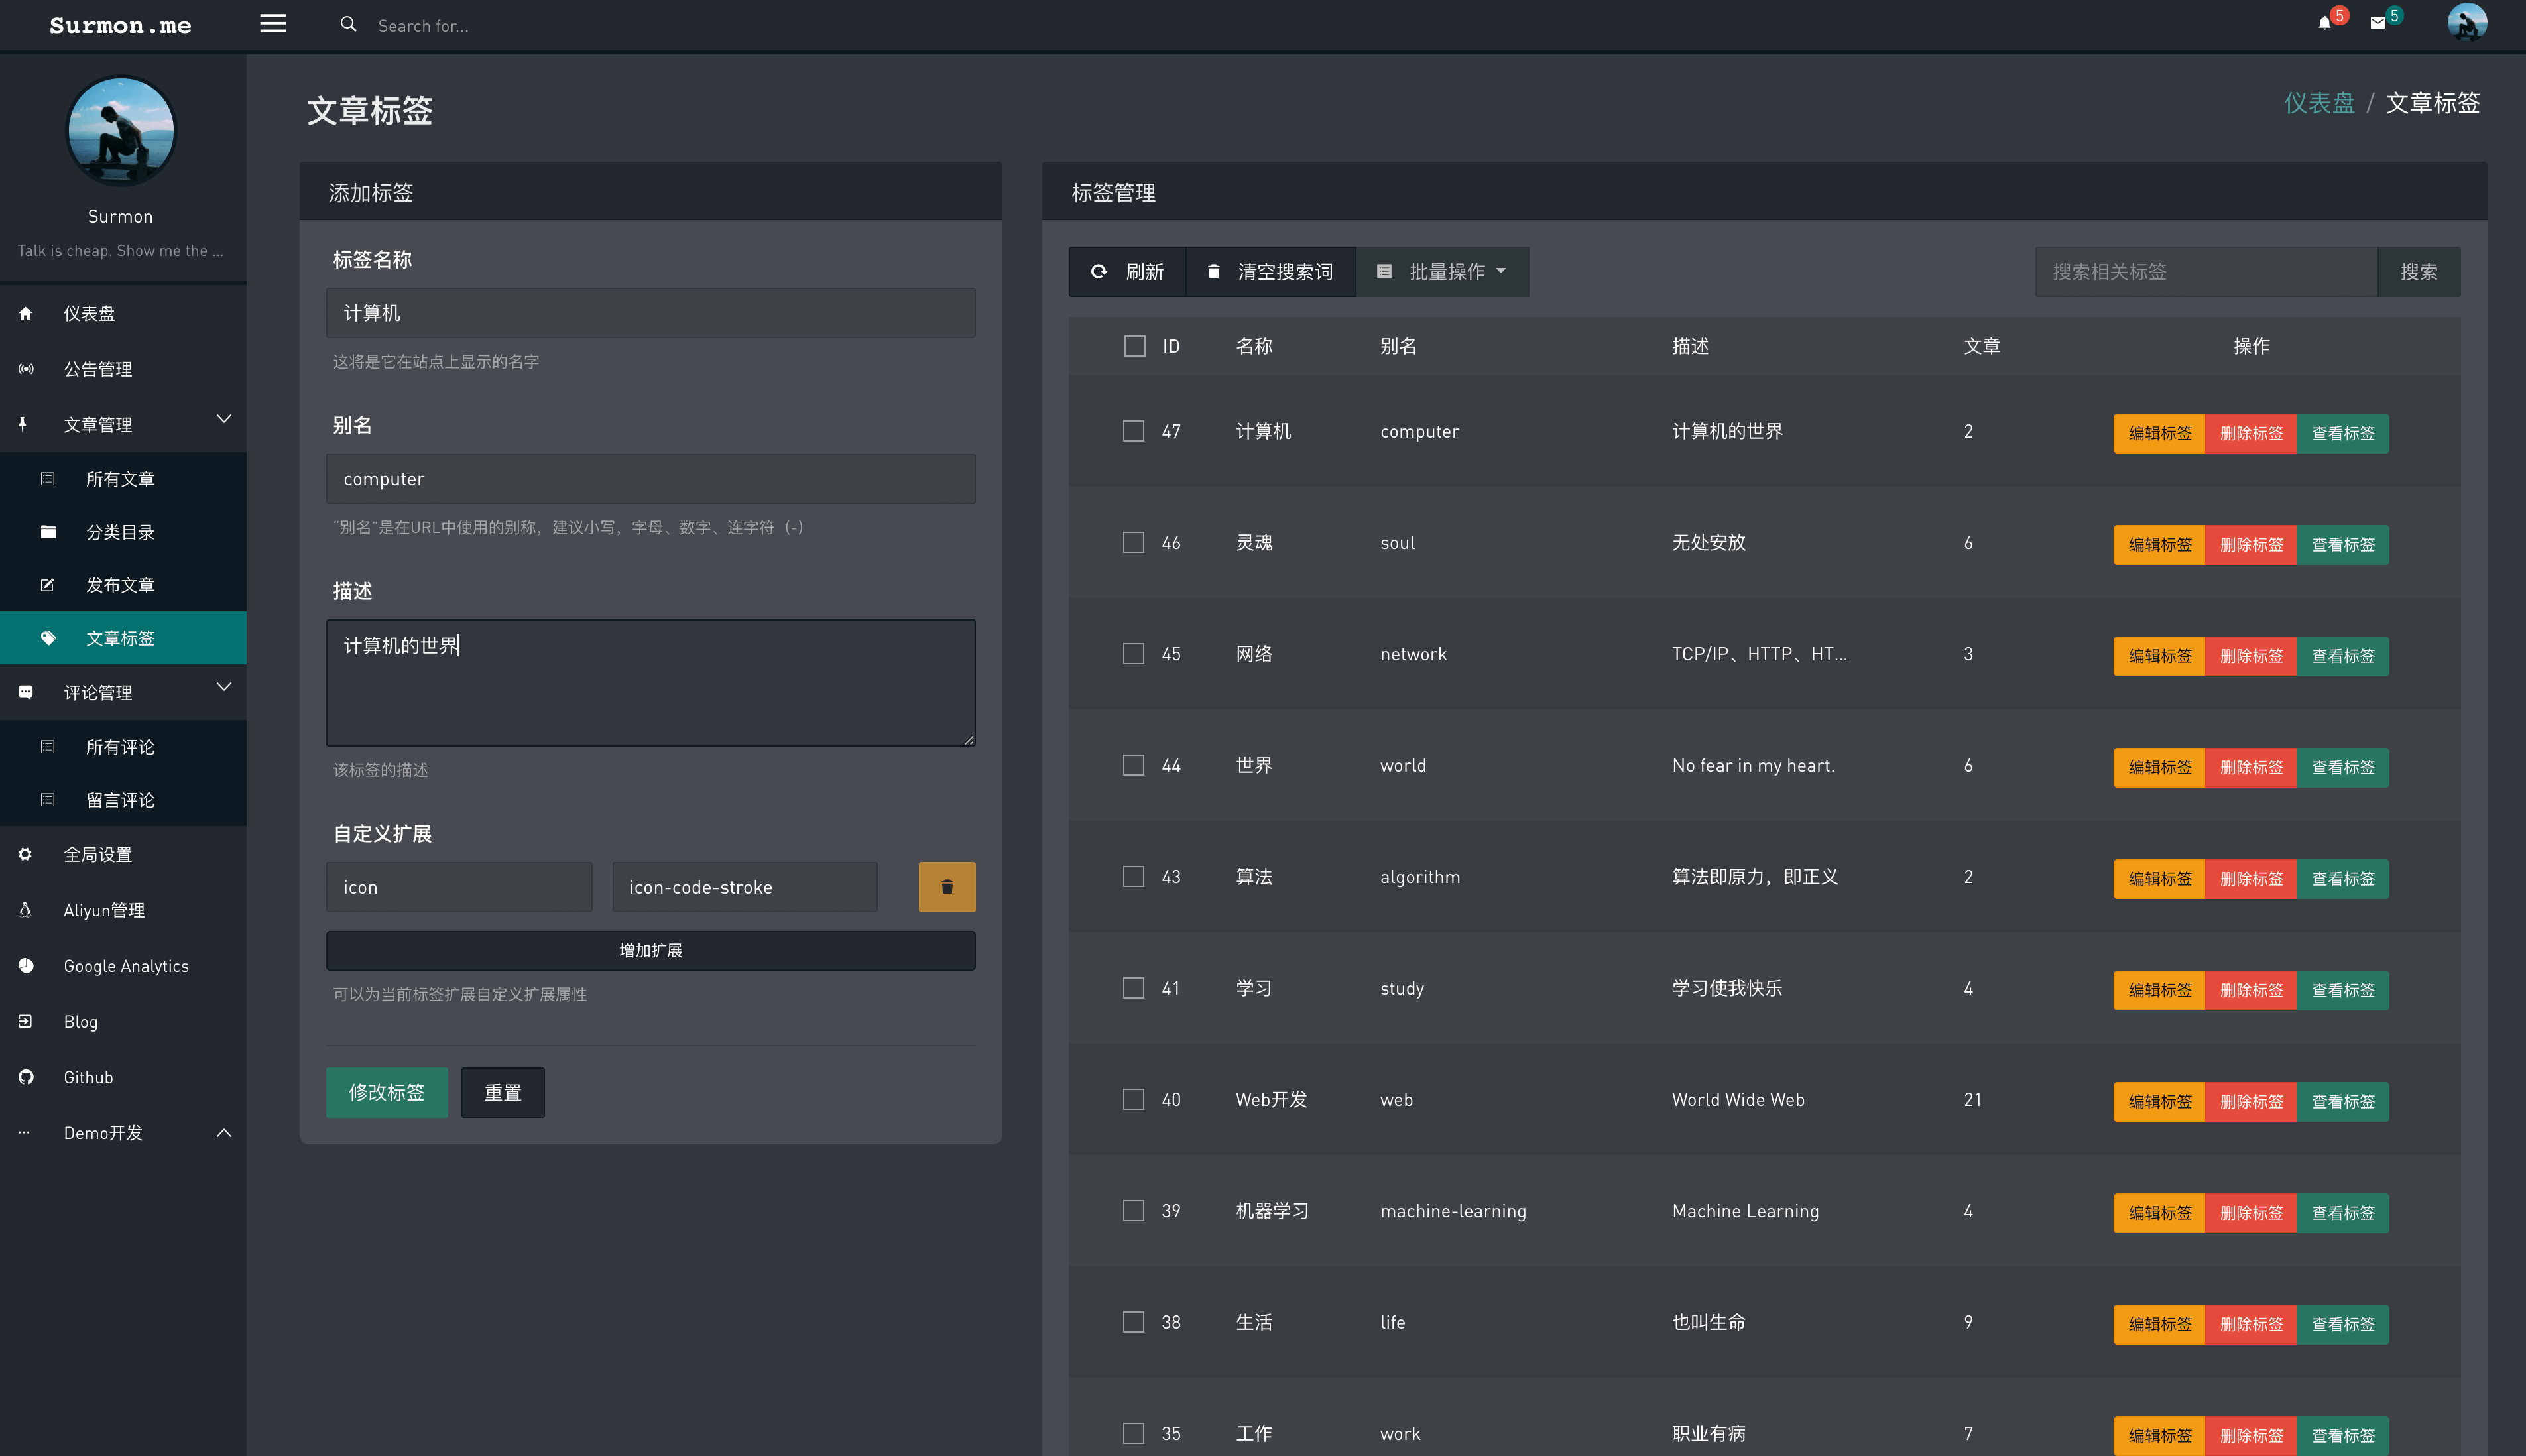 Surmon.me
Search for...
5
5
Surmon
Talk is cheap. Show me the ...
仪表盘
公告管理
文章管理
所有文章
分类目录
发布文章
文章标签
评论管理
所有评论
留言评论
全局设置
Aliyun管理
Google Analytics
Blog
Github
Demo开发
文章标签
仪表盘 / 文章标签
添加标签
标签名称
计算机
这将是它在站点上显示的名字
别名
computer
“别名”是在URL中使用的别称，建议小写，字母、数字、连字符（-）
描述
计算机的世界
该标签的描述
自定义扩展
icon icon-code-stroke
增加扩展
可以为当前标签扩展自定义扩展属性
修改标签 重置
标签管理
刷新 清空搜索词 批量操作 搜索相关标签 搜索
ID 名称 别名 描述 文章 操作
47 计算机 computer 计算机的世界 2 编辑标签 删除标签 查看标签
46 灵魂 soul 无处安放 6 编辑标签 删除标签 查看标签
45 网络 network TCP/IP、HTTP、HT... 3 编辑标签 删除标签 查看标签
44 世界 world No fear in my heart. 6 编辑标签 删除标签 查看标签
43 算法 algorithm 算法即原力，即正义 2 编辑标签 删除标签 查看标签
41 学习 study 学习使我快乐 4 编辑标签 删除标签 查看标签
40 Web开发 web World Wide Web 21 编辑标签 删除标签 查看标签
39 机器学习 machine-learning Machine Learning 4 编辑标签 删除标签 查看标签
38 生活 life 也叫生命 9 编辑标签 删除标签 查看标签
35 工作 work 职业有病 7 编辑标签 删除标签 查看标签